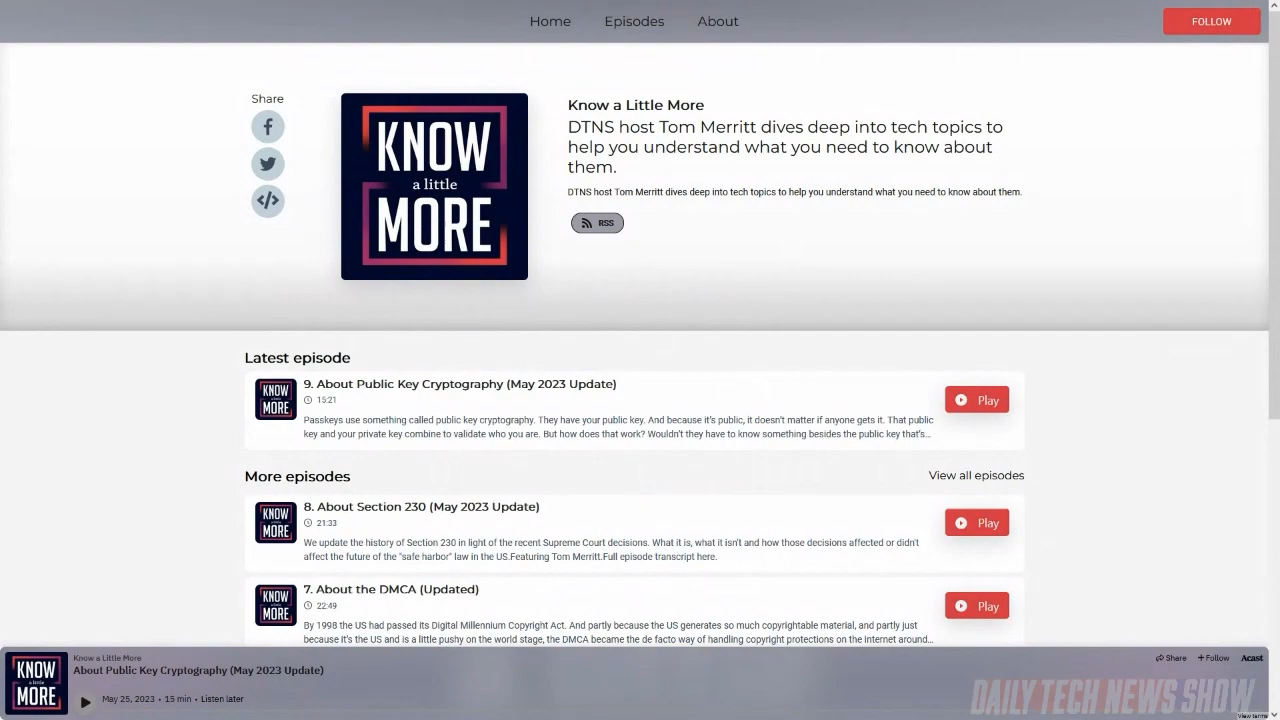 Home Episodes About FOLLOW
Share
KNOW
a little
MORE
Know a Little More
DTNS host Tom Merritt dives deep into tech topics to
help you understand what you need to know about
them.
DTNS host Tom Merritt dives deep into tech topics to help you understand what you need to know about them.
RSS
Latest episode
KNOW
MORE
9. About Public Key Cryptography (May 2023 Update)
15:21
Passkeys use something called public key cryptography. They have your public key. And because it's public, it doesn't matter if anyone gets it. That public
key and your private key combine to validate who you are. But how does that work? Wouldn't they have to know something besides the public key that's...
Play
More episodes
View all episodes
KNOW
MORE
8. About Section 230 (May 2023 Update)
21:33
We update the history of Section 230 in light of the recent Supreme Court decisions. What it is, what it isn't and how those decisions affected or didn't
affect the future of the "safe harbor" law in the US.Featuring Tom Merritt.Full episode transcript here.
Play
KNOW
MORE
7. About the DMCA (Updated)
22:49
By 1998 the US had passed its Digital Millennium Copyright Act. And partly because the US generates so much copyrightable material, and partly just
because it's the US and is a little pushy on the world stage, the DMCA became the de facto way of handling copyright protections on the internet around...
Play
KNOW
a little
MORE
Know a Little More
About Public Key Cryptography (May 2023 Update)
May 25, 2023 • 15 min • Listen later
Share +Follow Acast
DAILY TECH NEWS SHOW
View terms